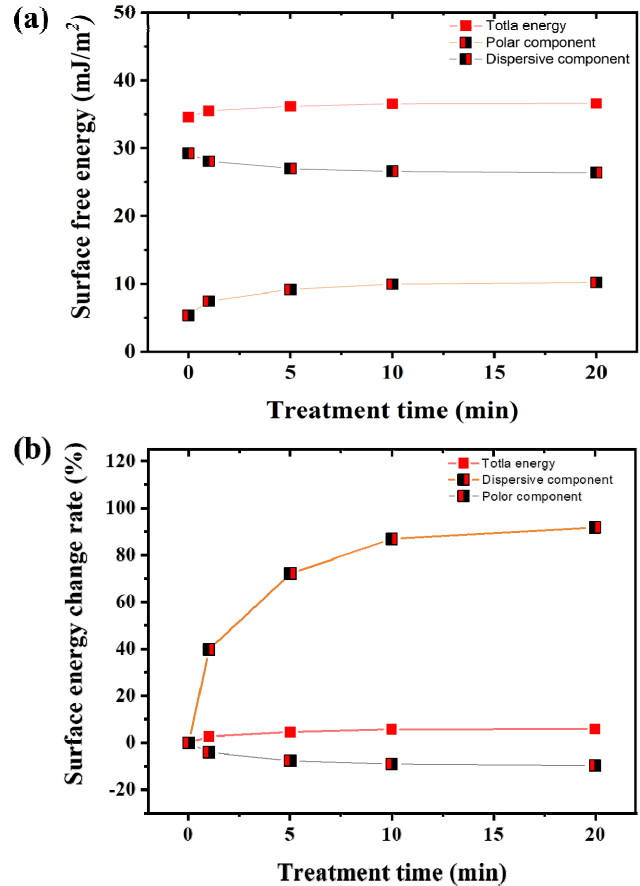 (a)
Surface free energy (mJ/m²)
50
40
30
20
10
0
Totla energy
Polar component
Dispersive component
0
5
10
15
20
Treatment time (min)
(b)
Surface energy change rate (%)
120
100
80
60
40
20
0
-20
Totla energy
Dispersive component
Polor component
0
5
10
15
20
Treatment time (min)